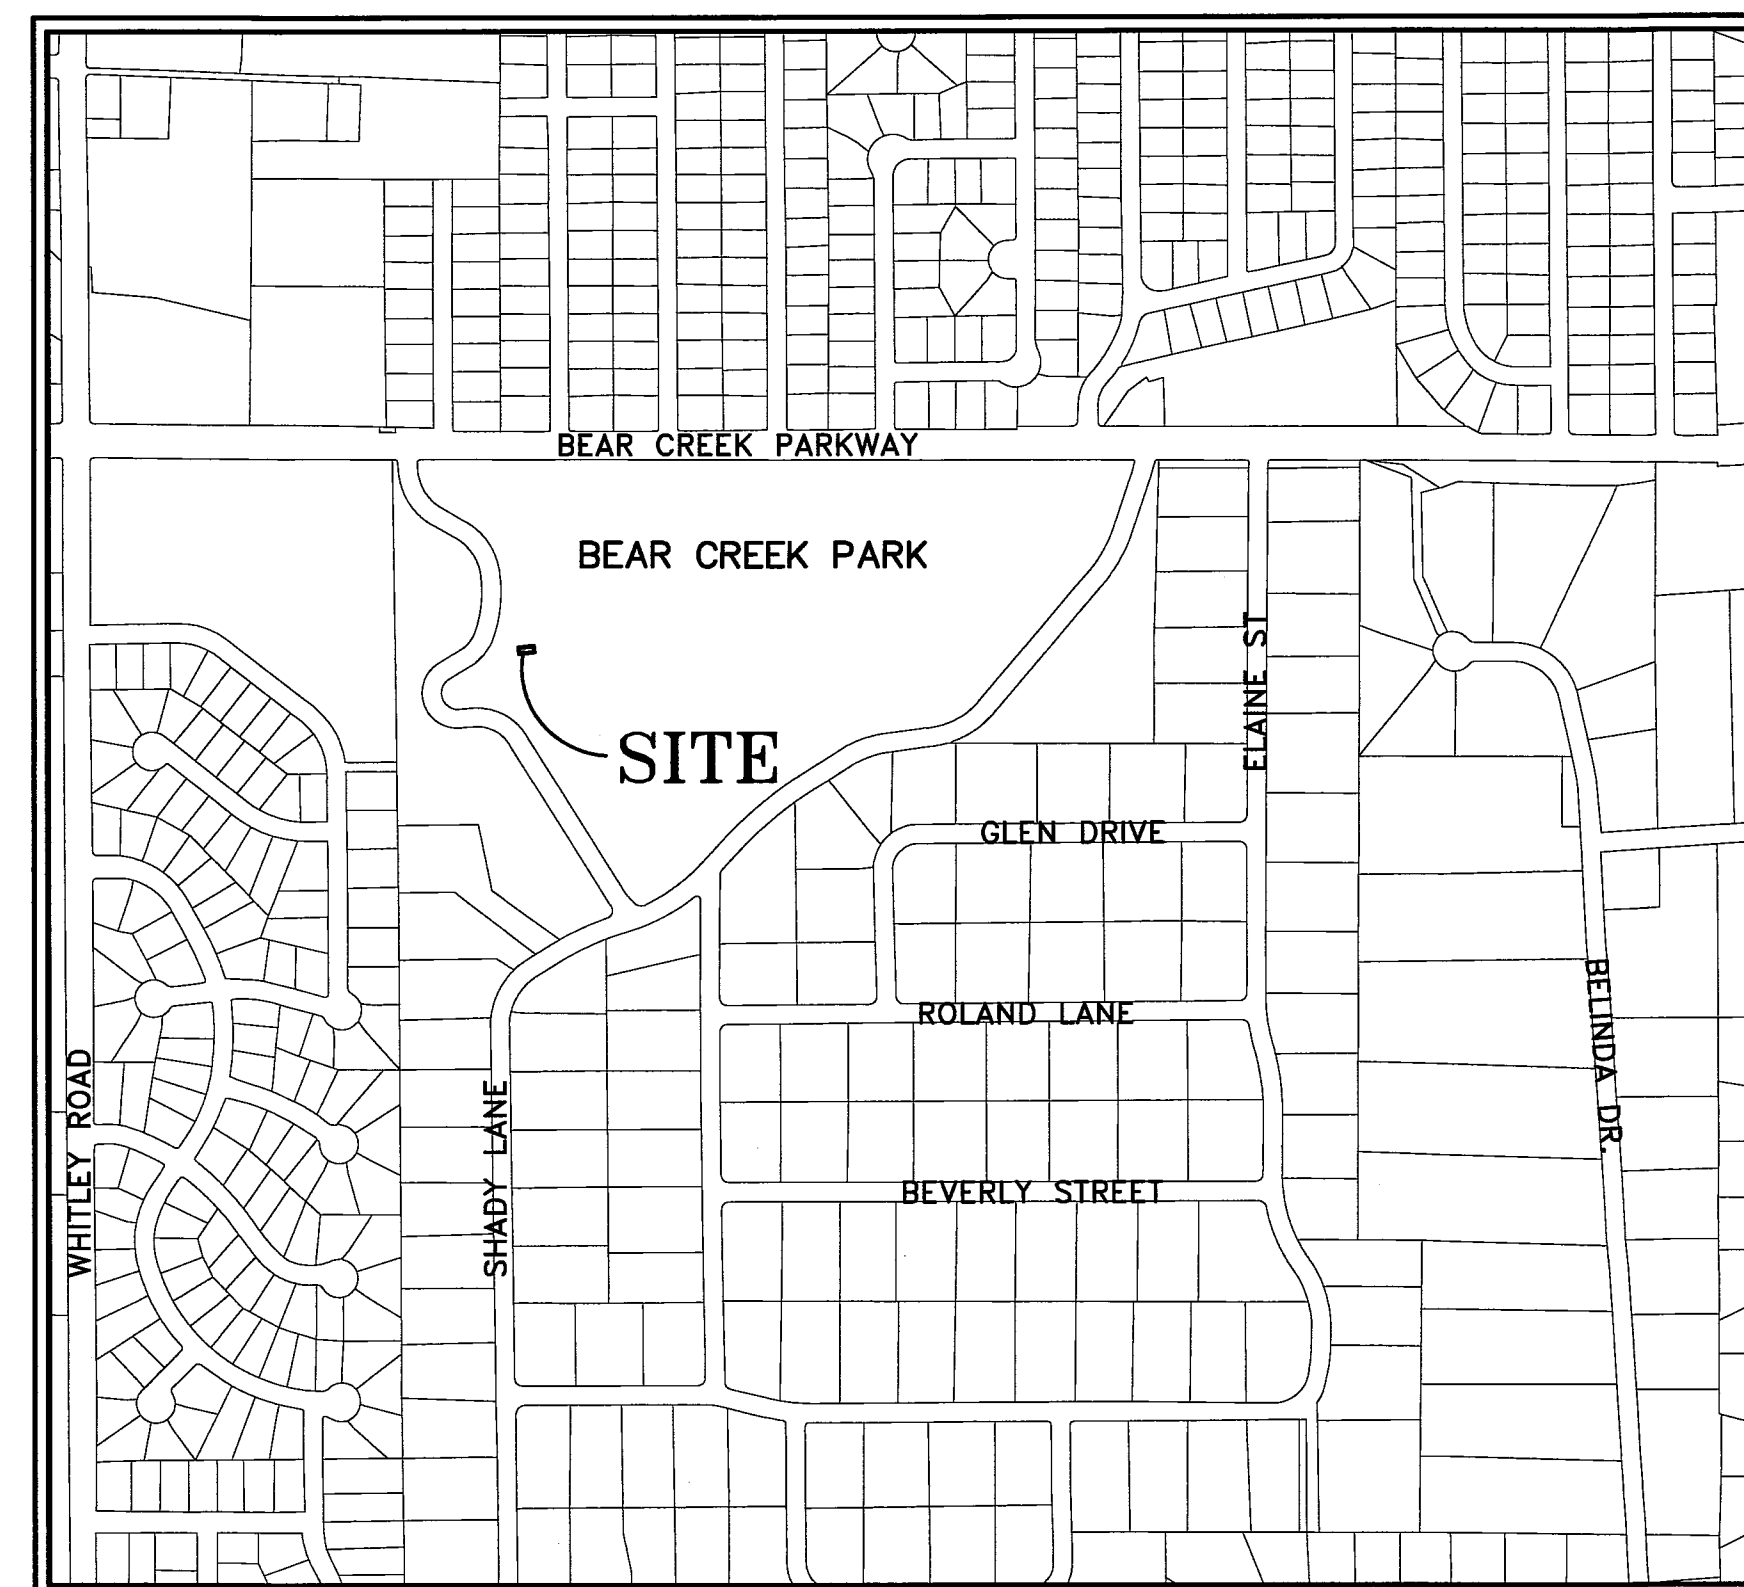 BEAR CREEK PARKWAY
BEAR CREEK PARK
ELAINE ST
SITE
GLEN DRIVE
ROLAND LANE
BELINDA DR.
WHITLEY ROAD
SHADY LANE
BEVERLY STREET